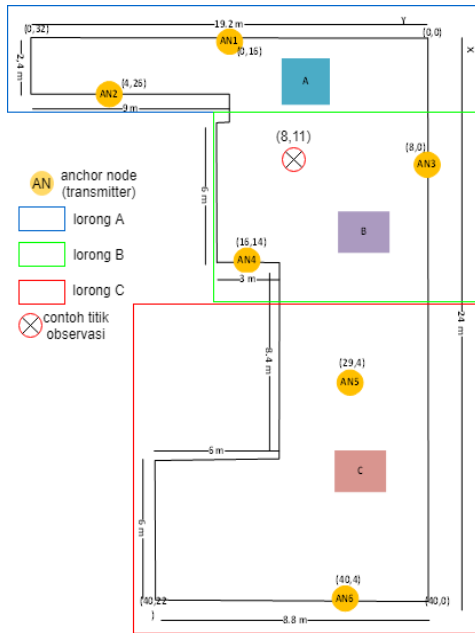 (0,32)
19.2 m
Y
(0,0)
AN1
(0,16)
X
2,4 m
A
(4,26)
AN2
9 m
(8,11)
(8,0)
AN3
AN anchor node
(transmitter)
6 m
lorong A
B
lorong B
(16,14)
AN4
lorong C
3 m
contoh titik
observasi
24 m
8.4 m
(29,4)
AN5
6 m
C
6 m
(40,4)
(40,22
)
AN6
(40,0)
8.8 m